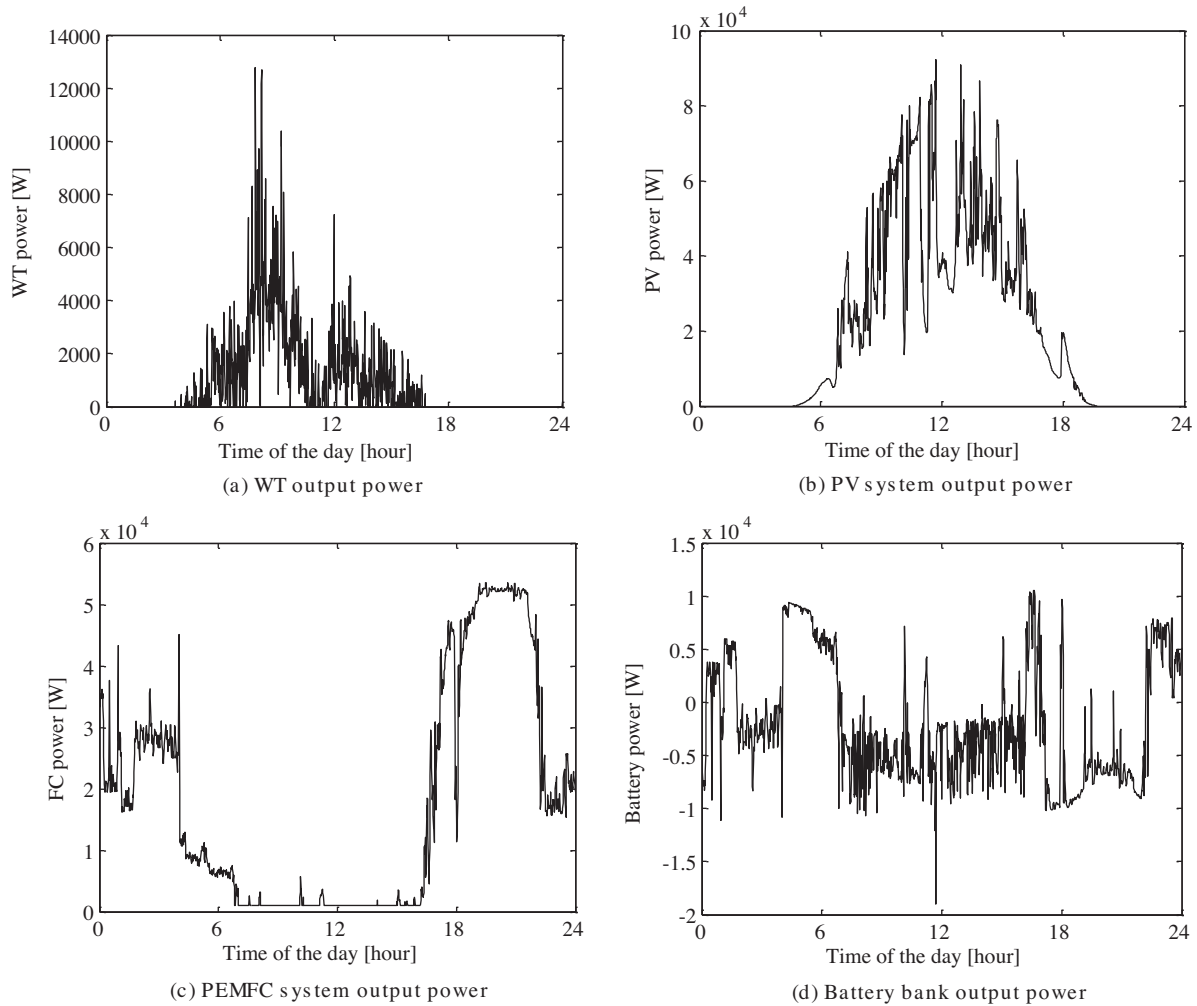 14000
12000
10000
8000
6000
4000
2000
0
WT power [W]
0 6 12 18 24
Time of the day [hour]
(a) WT output power
x 10^4
10
8
6
4
2
0
PV power [W]
6 12 18 24
Time of the day [hour]
(b) PV system output power
x 10^4
6
5
4
3
2
1
0
FC power [W]
0 6 12 18 24
Time of the day [hour]
(c) PEMFC system output power
x 10^4
1.5
1
0.5
0
-0.5
-1
-1.5
-2
Battery power [W]
0 6 12 18 24
Time of the day [hour]
(d) Battery bank output power